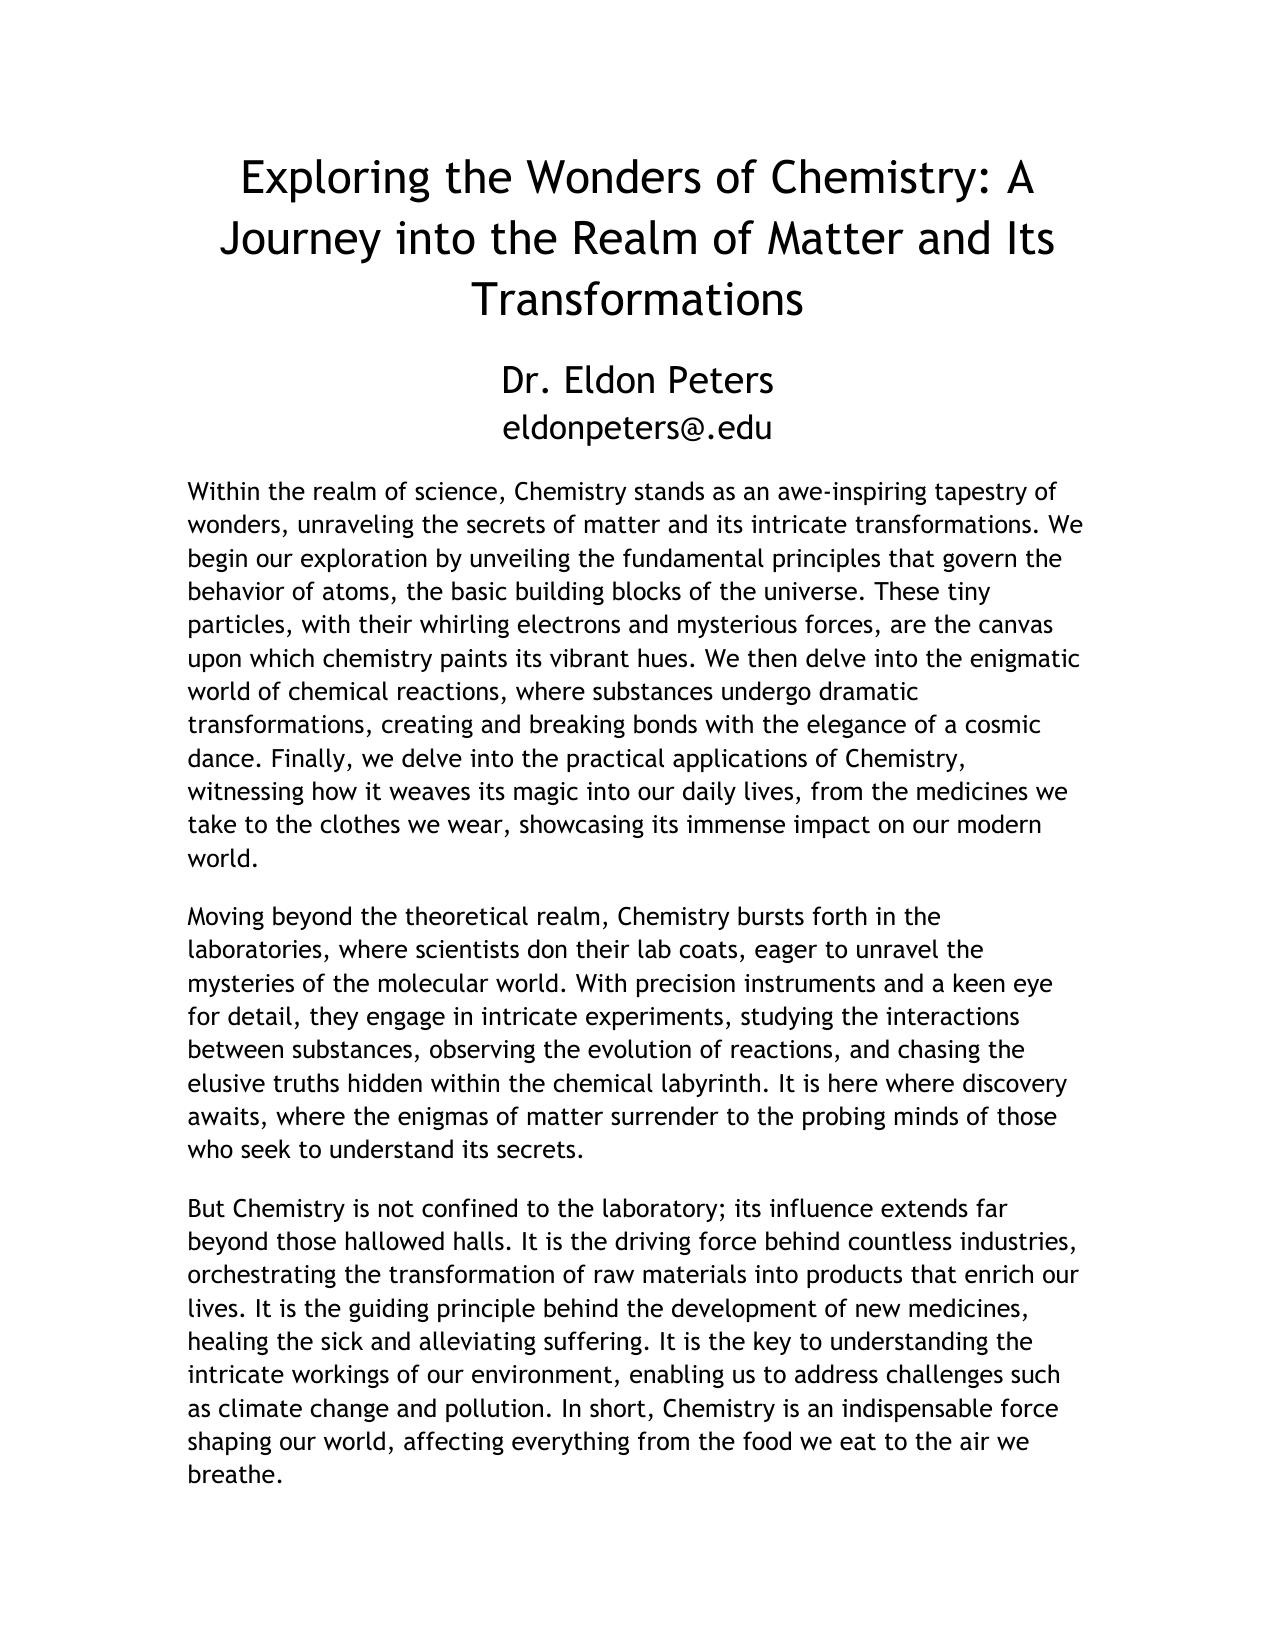 Exploring the Wonders of Chemistry: A
Journey into the Realm of Matter and Its
Transformations
Dr. Eldon Peters
eldonpeters@.edu
Within the realm of science, Chemistry stands as an awe-inspiring tapestry of
wonders, unraveling the secrets of matter and its intricate transformations. We
begin our exploration by unveiling the fundamental principles that govern the
behavior of atoms, the basic building blocks of the universe. These tiny
particles, with their whirling electrons and mysterious forces, are the canvas
upon which chemistry paints its vibrant hues. We then delve into the enigmatic
world of chemical reactions, where substances undergo dramatic
transformations, creating and breaking bonds with the elegance of a cosmic
dance. Finally, we delve into the practical applications of Chemistry,
witnessing how it weaves its magic into our daily lives, from the medicines we
take to the clothes we wear, showcasing its immense impact on our modern
world.
Moving beyond the theoretical realm, Chemistry bursts forth in the
laboratories, where scientists don their lab coats, eager to unravel the
mysteries of the molecular world. With precision instruments and a keen eye
for detail, they engage in intricate experiments, studying the interactions
between substances, observing the evolution of reactions, and chasing the
elusive truths hidden within the chemical labyrinth. It is here where discovery
awaits, where the enigmas of matter surrender to the probing minds of those
who seek to understand its secrets.
But Chemistry is not confined to the laboratory; its influence extends far
beyond those hallowed halls. It is the driving force behind countless industries,
orchestrating the transformation of raw materials into products that enrich our
lives. It is the guiding principle behind the development of new medicines,
healing the sick and alleviating suffering. It is the key to understanding the
intricate workings of our environment, enabling us to address challenges such
as climate change and pollution. In short, Chemistry is an indispensable force
shaping our world, affecting everything from the food we eat to the air we
breathe.